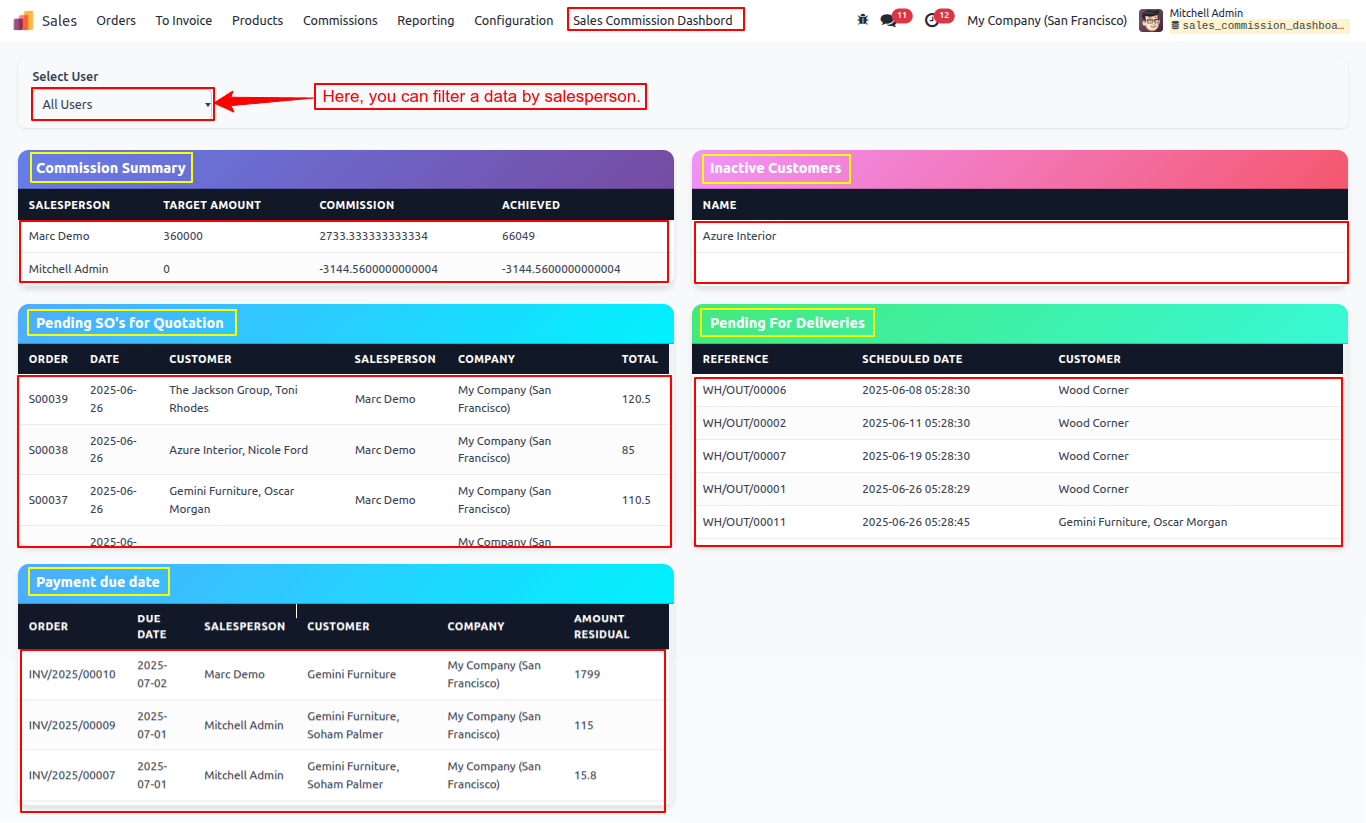 Sales Orders To Invoice Products Commissions Reporting Configuration Sales Commission Dashbord 11 12 My Company (San Francisco) Mitchell Admin
sales_commission_dashboa…
Select User
All Users
Here, you can filter a data by salesperson.
Commission Summary
SALESPERSON TARGET AMOUNT COMMISSION ACHIEVED
Marc Demo 360000 2733.333333333334 66049
Mitchell Admin 0 -3144.5600000000004 -3144.5600000000004
Inactive Customers
NAME
Azure Interior
Pending SO's for Quotation
ORDER DATE CUSTOMER SALESPERSON COMPANY TOTAL
S00039 2025-06-26 The Jackson Group, Toni Rhodes Marc Demo My Company (San Francisco) 120.5
S00038 2025-06-26 Azure Interior, Nicole Ford Marc Demo My Company (San Francisco) 85
S00037 2025-06-26 Gemini Furniture, Oscar Morgan Marc Demo My Company (San Francisco) 110.5
2025-06- My Company (San
Pending For Deliveries
REFERENCE SCHEDULED DATE CUSTOMER
WH/OUT/00006 2025-06-08 05:28:30 Wood Corner
WH/OUT/00002 2025-06-11 05:28:30 Wood Corner
WH/OUT/00007 2025-06-19 05:28:30 Wood Corner
WH/OUT/00001 2025-06-26 05:28:29 Wood Corner
WH/OUT/00011 2025-06-26 05:28:45 Gemini Furniture, Oscar Morgan
Payment due date
ORDER DUE DATE SALESPERSON CUSTOMER COMPANY AMOUNT RESIDUAL
INV/2025/00010 2025-07-02 Marc Demo Gemini Furniture My Company (San Francisco) 1799
INV/2025/00009 2025-07-01 Mitchell Admin Gemini Furniture, Soham Palmer My Company (San Francisco) 115
INV/2025/00007 2025-07-01 Mitchell Admin Gemini Furniture, Soham Palmer My Company (San Francisco) 15.8